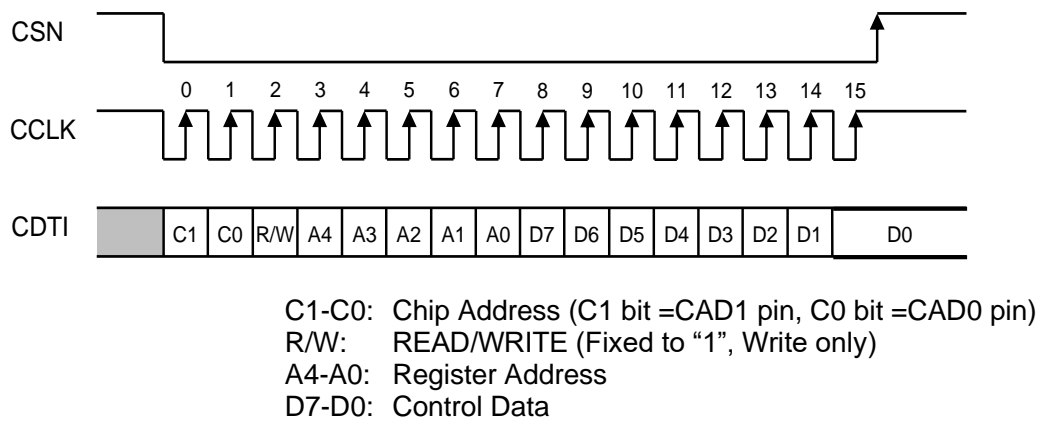 CSN
0 1 2 3 4 5 6 7 8 9 10 11 12 13 14 15
CCLK
CDTI C1 C0 R/W A4 A3 A2 A1 A0 D7 D6 D5 D4 D3 D2 D1 D0
C1-C0: Chip Address (C1 bit =CAD1 pin, C0 bit =CAD0 pin)
R/W: READ/WRITE (Fixed to “1”, Write only)
A4-A0: Register Address
D7-D0: Control Data